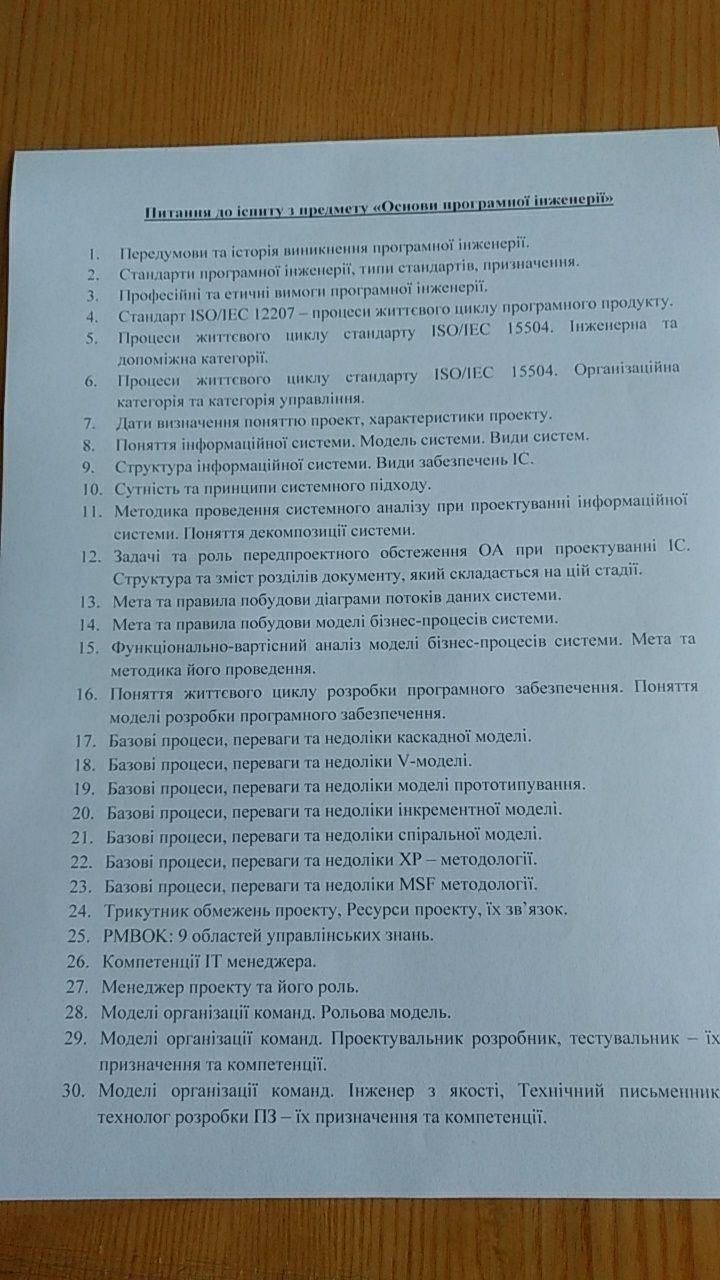 Питання до іспиту з предмету «Основи програмної інженерії»
1. Передумови та історія виникнення програмної інженерії.
2. Стандарти програмної інженерії, типи стандартів, призначення.
3. Професійні та етичні вимоги програмної інженерії.
4. Стандарт ISO/IEC 12207 – процеси життєвого циклу програмного продукту.
5. Процеси життєвого циклу стандарту ISO/IEC 15504. Інженерна та
допоміжна категорії.
6. Процеси життєвого циклу стандарту ISO/IEC 15504. Організаційна
категорія та категорія управління.
7. Дати визначення поняттю проект, характеристики проекту.
8. Поняття інформаційної системи. Модель системи. Види систем.
9. Структура інформаційної системи. Види забезпечень ІС.
10. Сутність та принципи системного підходу.
11. Методика проведення системного аналізу при проектуванні інформаційної
системи. Поняття декомпозиції системи.
12. Задачі та роль передпроектного обстеження ОА при проектуванні ІС.
Структура та зміст розділів документу, який складається на цій стадії.
13. Мета та правила побудови діаграми потоків даних системи.
14. Мета та правила побудови моделі бізнес-процесів системи.
15. Функціонально-вартісний аналіз моделі бізнес-процесів системи. Мета та
методика його проведення.
16. Поняття життєвого циклу розробки програмного забезпечення. Поняття
моделі розробки програмного забезпечення.
17. Базові процеси, переваги та недоліки каскадної моделі.
18. Базові процеси, переваги та недоліки V-моделі.
19. Базові процеси, переваги та недоліки моделі прототипування.
20. Базові процеси, переваги та недоліки інкрементної моделі.
21. Базові процеси, переваги та недоліки спіральної моделі.
22. Базові процеси, переваги та недоліки XP – методології.
23. Базові процеси, переваги та недоліки MSF методології.
24. Трикутник обмежень проекту, Ресурси проекту, їх зв’язок.
25. PMBOK: 9 областей управлінських знань.
26. Компетенції ІТ менеджера.
27. Менеджер проекту та його роль.
28. Моделі організації команд. Рольова модель.
29. Моделі організації команд. Проектувальник розробник, тестувальник – їх
призначення та компетенції.
30. Моделі організації команд. Інженер з якості, Технічний письменник
технолог розробки ПЗ – їх призначення та компетенції.